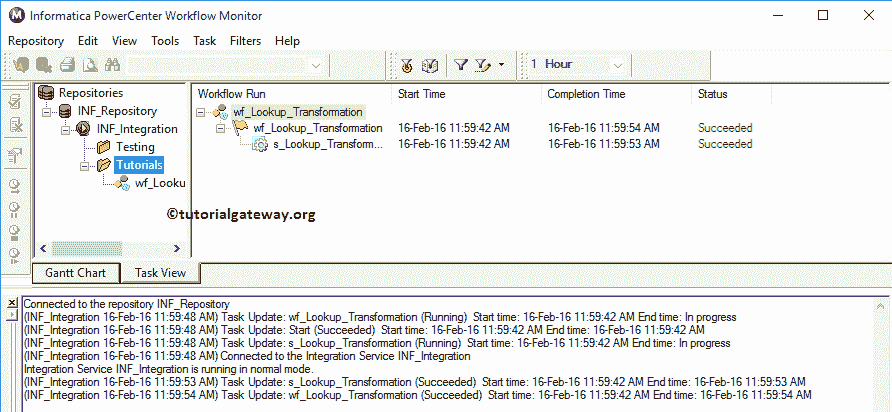 Informatica PowerCenter Workflow Monitor
Repository Edit View Tools Task Filters Help
1 Hour
Repositories
INF_Repository
INF_Integration
Testing
Tutorials
wf_Looku
©tutorialgateway.org
Workflow Run Start Time Completion Time Status
wf_Lookup_Transformation
wf_Lookup_Transformation 16-Feb-16 11:59:42 AM 16-Feb-16 11:59:54 AM Succeeded
s_Lookup_Transform... 16-Feb-16 11:59:42 AM 16-Feb-16 11:59:53 AM Succeeded
Gantt Chart Task View
Connected to the repository INF_Repository
(INF_Integration 16-Feb-16 11:59:48 AM) Task Update: wf_Lookup_Transformation (Running) Start time: 16-Feb-16 11:59:42 AM End time: In progress
(INF_Integration 16-Feb-16 11:59:48 AM) Task Update: Start (Succeeded) Start time: 16-Feb-16 11:59:42 AM End time: 16-Feb-16 11:59:42 AM
(INF_Integration 16-Feb-16 11:59:48 AM) Task Update: s_Lookup_Transformation (Running) Start time: 16-Feb-16 11:59:42 AM End time: In progress
(INF_Integration 16-Feb-16 11:59:48 AM) Connected to the Integration Service INF_Integration
Integration Service INF_Integration is running in normal mode.
(INF_Integration 16-Feb-16 11:59:53 AM) Task Update: s_Lookup_Transformation (Succeeded) Start time: 16-Feb-16 11:59:42 AM End time: 16-Feb-16 11:59:53 AM
(INF_Integration 16-Feb-16 11:59:54 AM) Task Update: wf_Lookup_Transformation (Succeeded) Start time: 16-Feb-16 11:59:42 AM End time: 16-Feb-16 11:59:54 AM